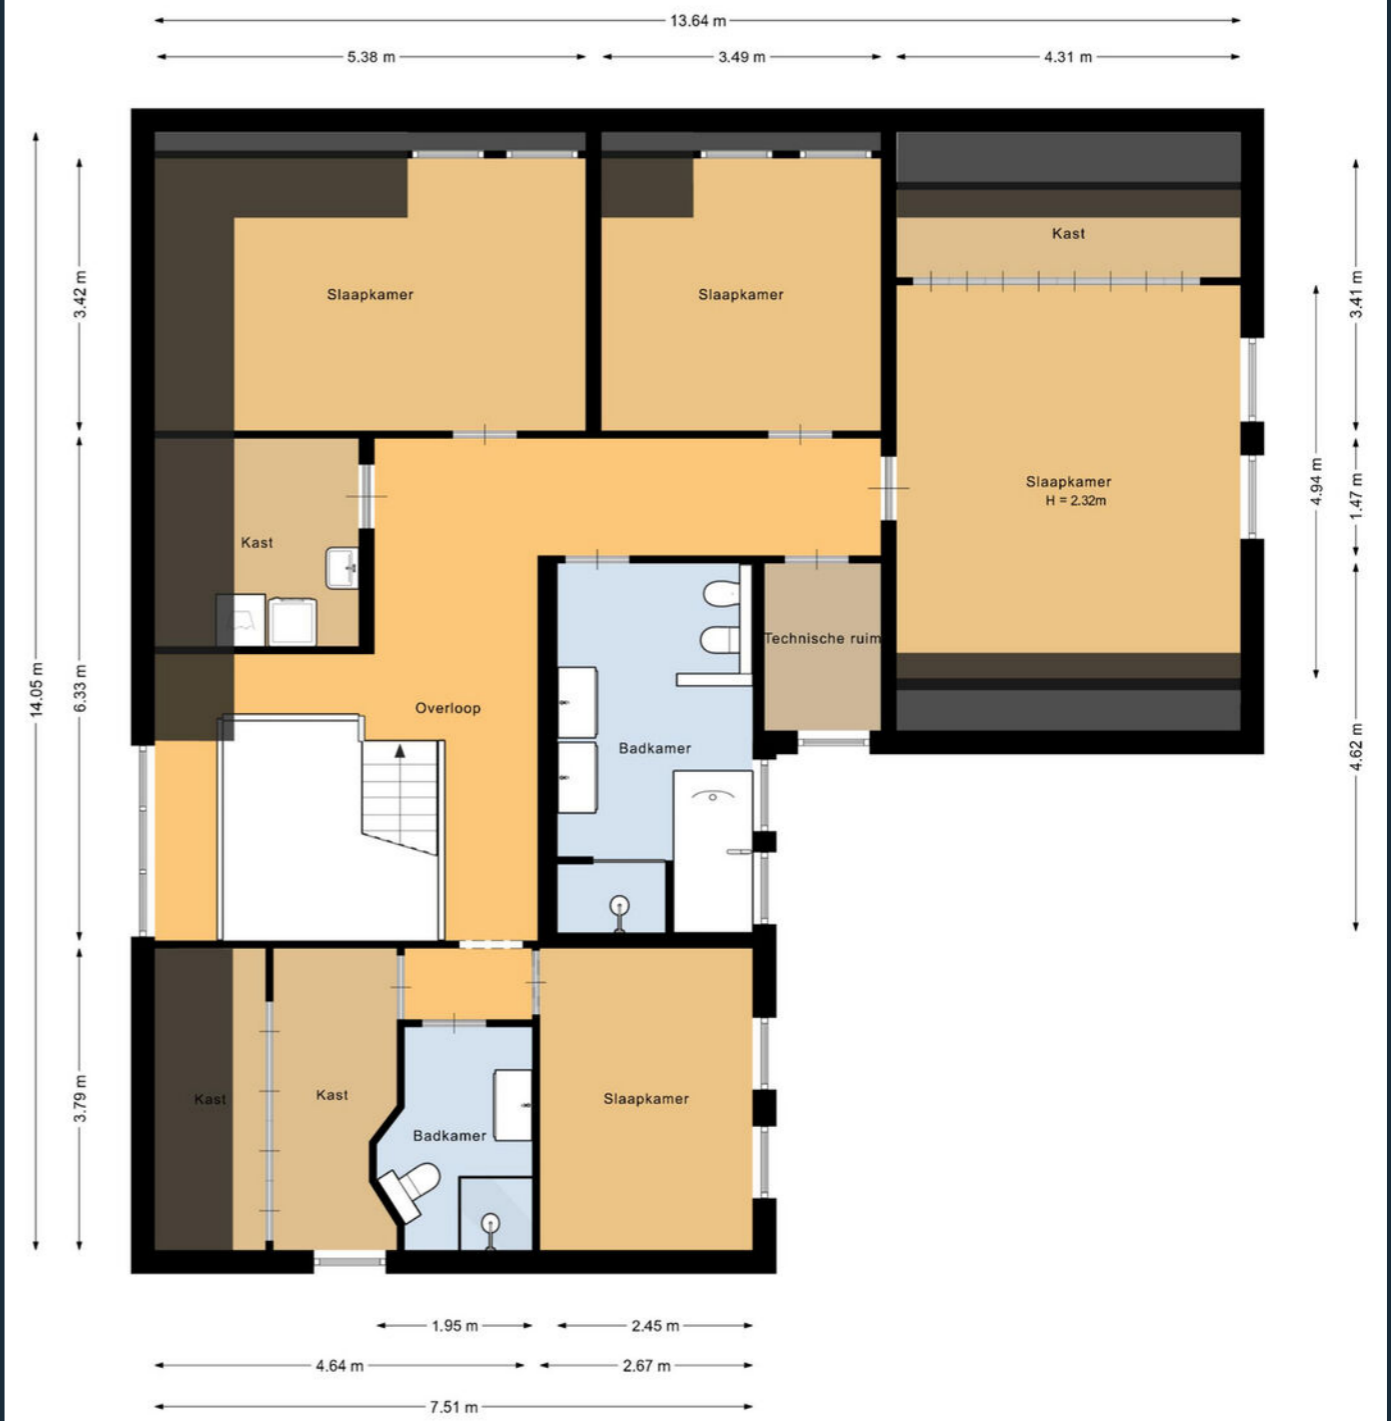 13.64 m
5.38 m
3.49 m
4.31 m
Kast
Slaapkamer
Slaapkamer
3.42 m
3.41 m
Slaapkamer
H = 2.32m
4.94 m
1.47 m
Kast
Technische ruim
14.05 m
6.33 m
Overloop
Badkamer
4.62 m
Kast
Kast
Slaapkamer
3.79 m
Badkamer
1.95 m
2.45 m
4.64 m
2.67 m
7.51 m